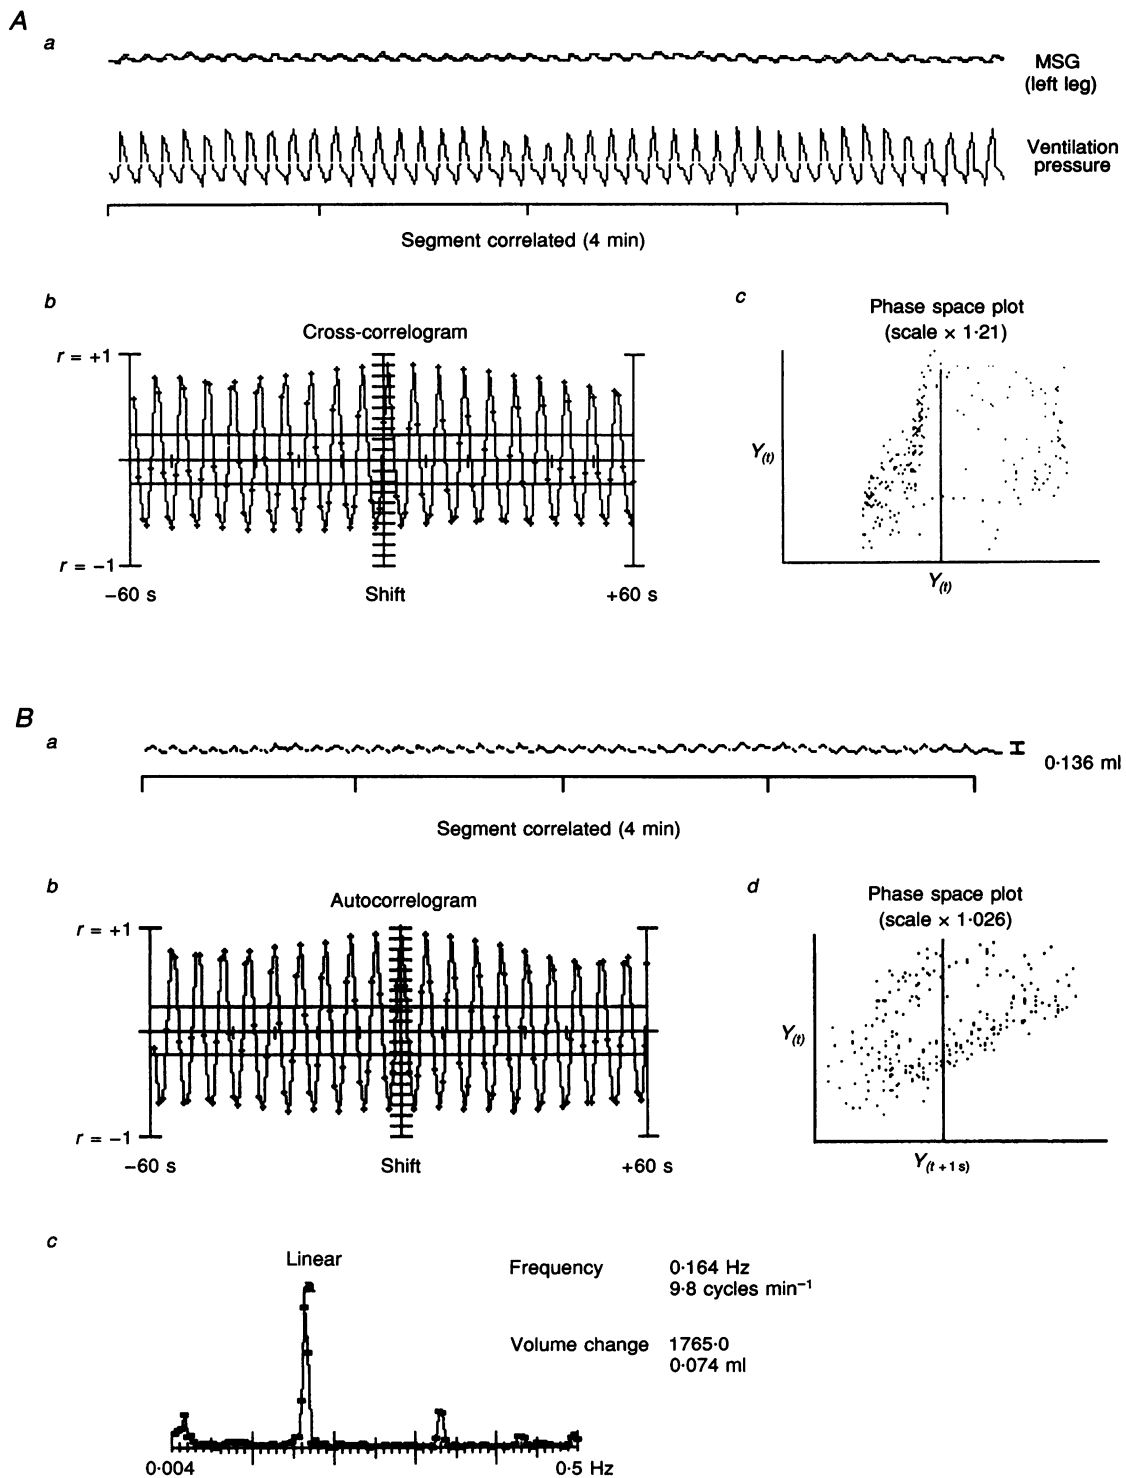 A
a
MSG
(left leg)
Ventilation
pressure
Segment correlated (4 min)
b
Cross-correlogram
r = +1
r = −1
−60 s
Shift
+60 s
c
Phase space plot
(scale × 1·21)
Y(t)
Y(t)
B
a
0·136 ml
Segment correlated (4 min)
b
Autocorrelogram
r = +1
r = −1
−60 s
Shift
+60 s
d
Phase space plot
(scale × 1·026)
Y(t)
Y(t + 1 s)
c
Linear
0·004
0·5 Hz
Frequency 0·164 Hz
9·8 cycles min⁻¹
Volume change 1765·0
0·074 ml